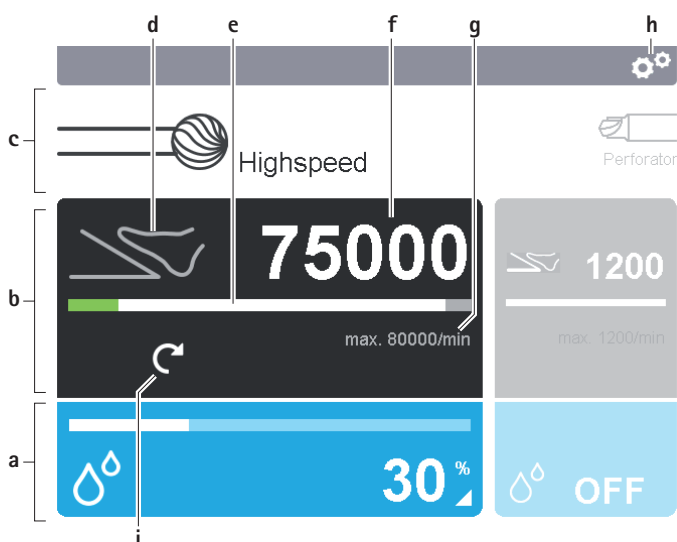 d e f g h
c
Highspeed
Perforator
b
75000
1200
max. 80000/min
max. 1200/min
a
30 %
OFF
i